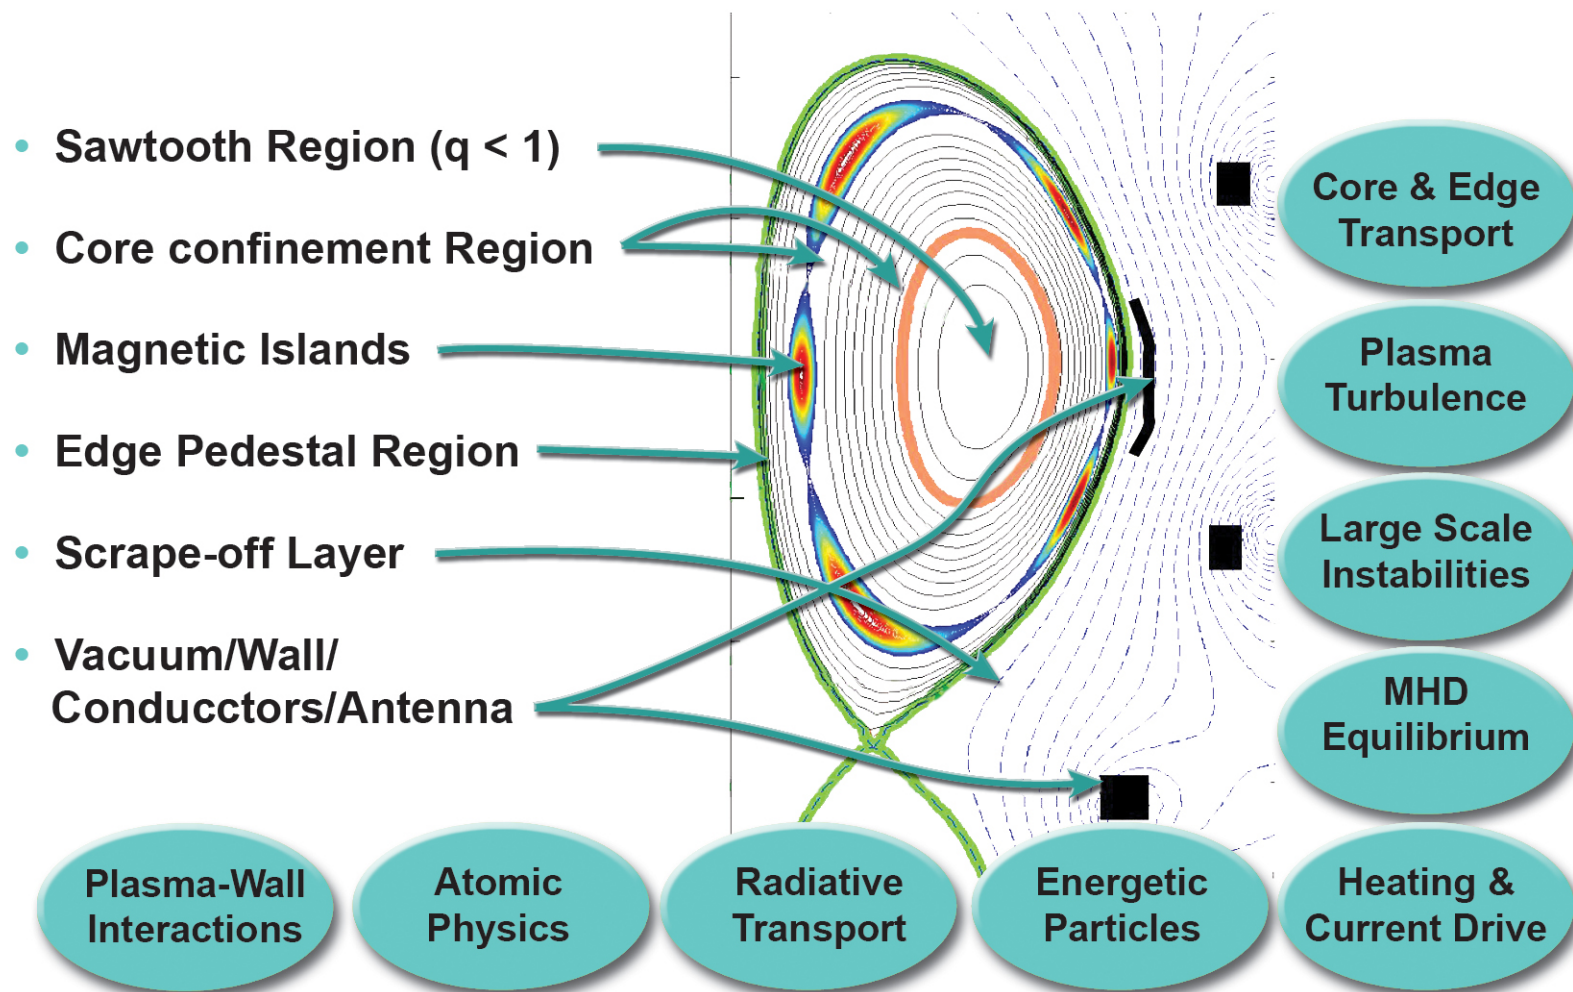 • Sawtooth Region (q < 1)
• Core confinement Region
• Magnetic Islands
• Edge Pedestal Region
• Scrape-off Layer
• Vacuum/Wall/
Conducctors/Antenna
Core & Edge
Transport
Plasma
Turbulence
Large Scale
Instabilities
MHD
Equilibrium
Plasma-Wall
Interactions
Atomic
Physics
Radiative
Transport
Energetic
Particles
Heating &
Current Drive